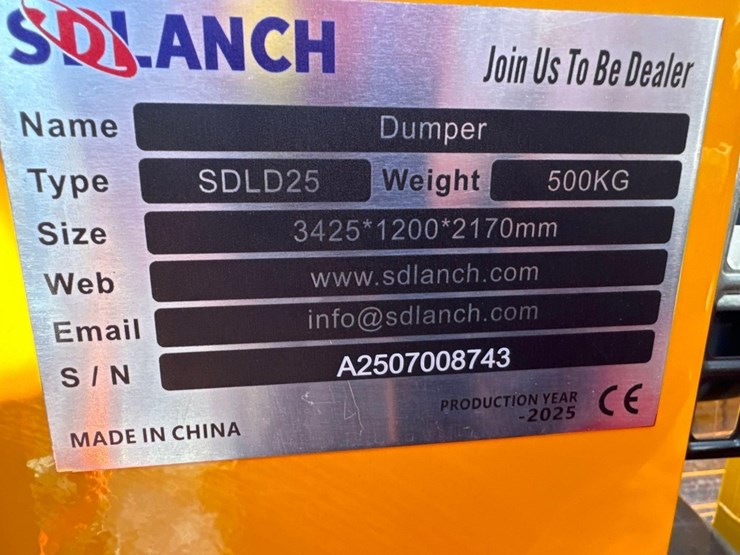 SDLANCH
Join Us To Be Dealer
Name Dumper
Type SDLD25 Weight 500KG
Size 3425*1200*2170mm
Web www.sdlanch.com
Email info@sdlanch.com
S / N A2507008743
PRODUCTION YEAR
-2025
CE
MADE IN CHINA